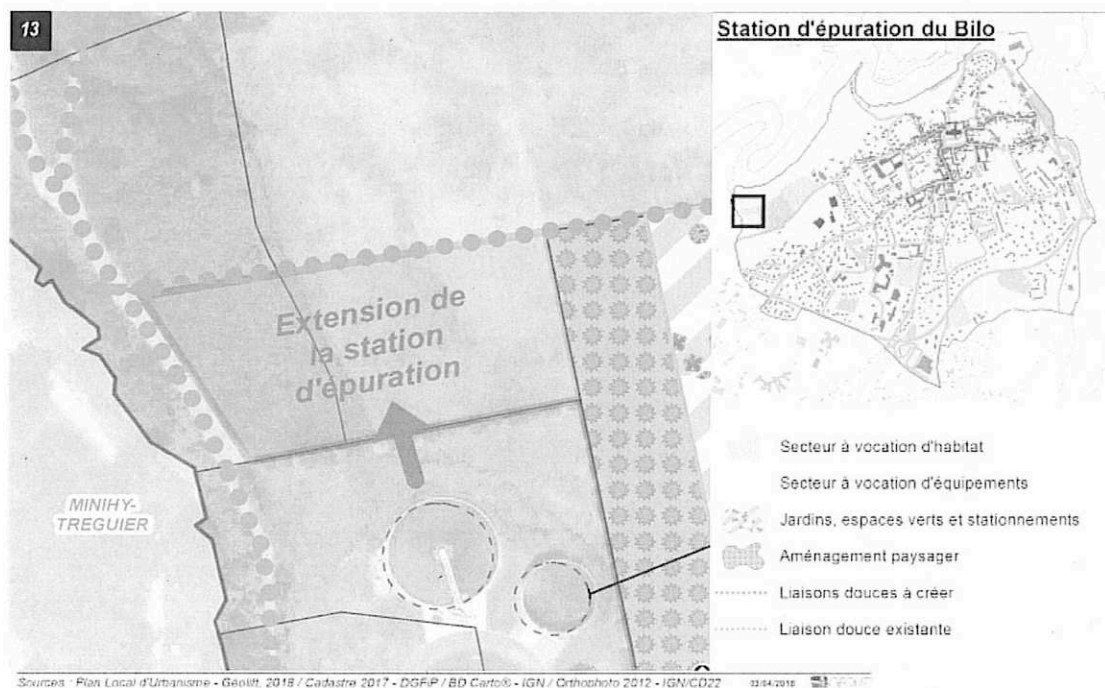 13
Station d'épuration du Bilo
Extension de
la station
d'épuration
MINIHY-
TREGUIER
Secteur à vocation d'habitat
Secteur à vocation d'équipements
Jardins, espaces verts et stationnements
Aménagement paysager
Liaisons douces à créer
Liaison douce existante
Sources : Plan Local d'Urbanisme - Géolitt, 2018 / Cadastre 2017 - DGFiP / BD Carto® - IGN / Orthophoto 2012 - IGN/CD22